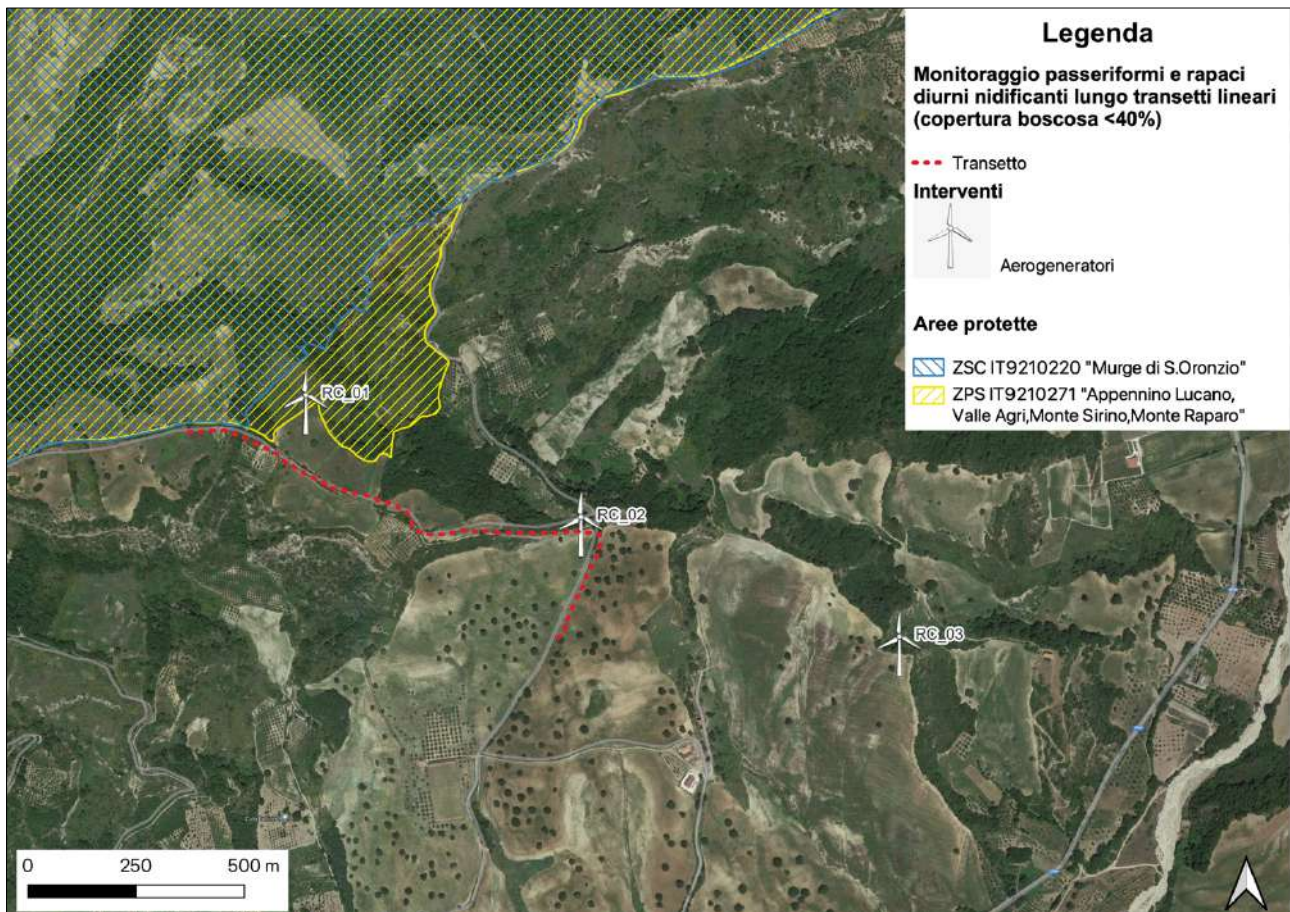 Legenda
Monitoraggio passeriformi e rapaci
diurni nidificanti lungo transetti lineari
(copertura boscosa <40%)
Transetto
Interventi
Aerogeneratori
Aree protette
ZSC IT9210220 "Murge di S.Oronzio"
ZPS IT9210271 "Appennino Lucano,
Valle Agri,Monte Sirino,Monte Raparo"
RC_01
RC_02
RC_03
0 250 500 m